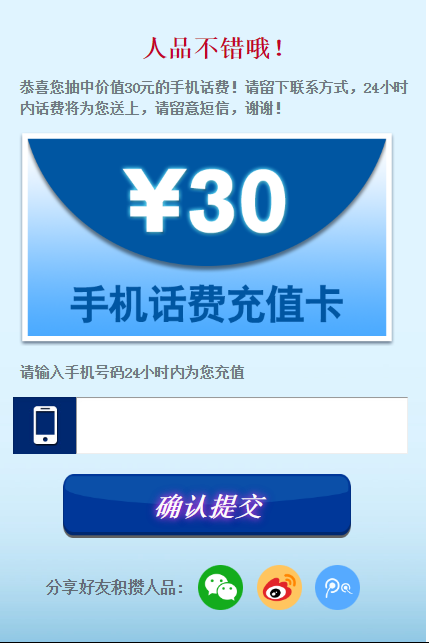 人品不错哦！
恭喜您抽中价值30元的手机话费！请留下联系方式，24小时
内话费将为您送上，请留意短信，谢谢！
¥30
手机话费充值卡
请输入手机号码24小时内为您充值
确认提交
分享好友积攒人品：